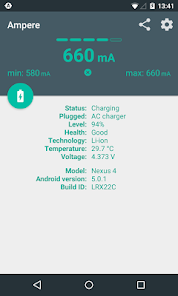 13:41
Ampere
660 mA
min: 580 mA
max: 660 mA
Status: Charging
Plugged: AC charger
Level: 94%
Health: Good
Technology: Li-ion
Temperature: 29.7 °C
Voltage: 4.373 V
Model: Nexus 4
Android version: 5.0.1
Build ID: LRX22C